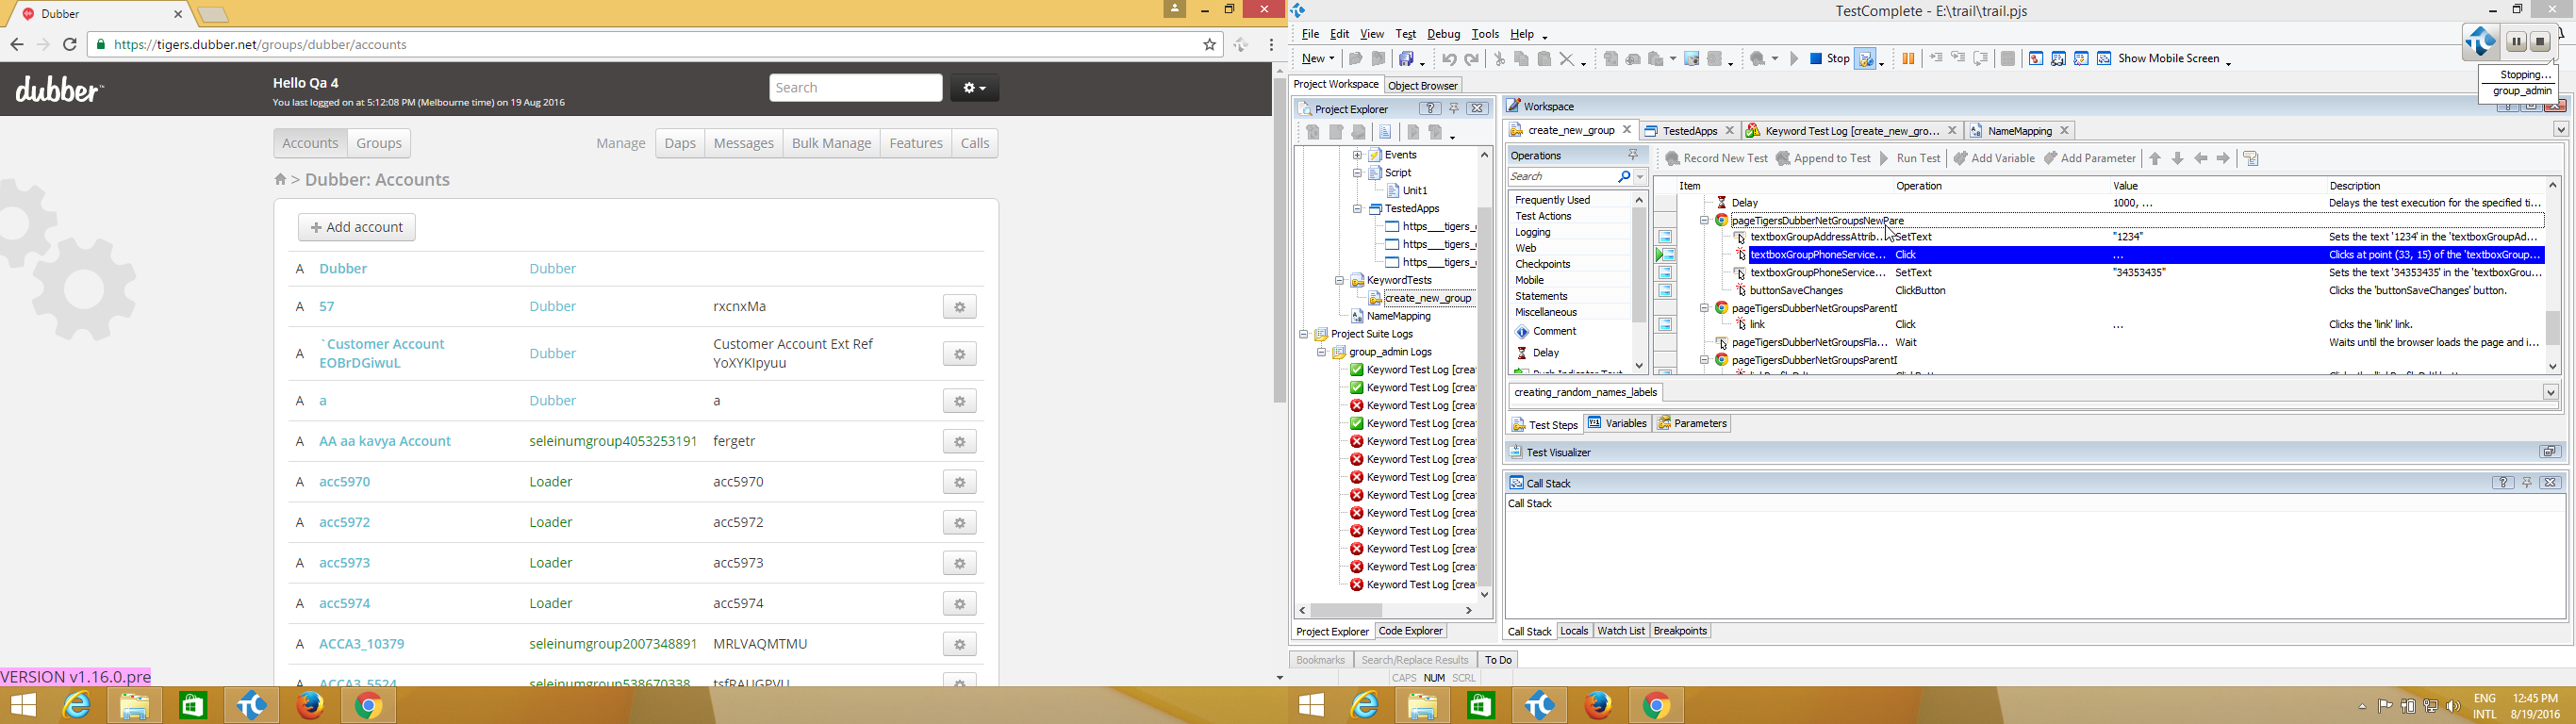 Dubber
https://tigers.dubber.net/groups/dubber/accounts
dubber
Hello Qa 4
You last logged on at 5:12:08 PM (Melbourne time) on 19 Aug 2016
Search
Accounts Groups
Manage Daps Messages Bulk Manage Features Calls
> Dubber: Accounts
+ Add account
A Dubber Dubber
A 57 Dubber rxcnxMa
A `Customer Account EOBrDGiwuL Dubber Customer Account Ext Ref YoXYKIpyuu
A a Dubber a
A AA aa kavya Account seleinumgroup4053253191 fergetr
A acc5970 Loader acc5970
A acc5972 Loader acc5972
A acc5973 Loader acc5973
A acc5974 Loader acc5974
A ACCA3_10379 seleinumgroup2007348891 MRLVAQMTMU
A ACCA3_5524 seleinumgroup538670338 tsfRAUGPVU
VERSION v1.16.0.pre
TestComplete - E:\trail\trail.pjs
File Edit View Test Debug Tools Help
New Stop Show Mobile Screen
Stopping...
group_admin
Project Workspace Object Browser
Project Explorer
Events
Script
Unit1
TestedApps
https___tigers_
https___tigers_
https___tigers_
KeywordTests
create_new_group
NameMapping
Project Suite Logs
group_admin Logs
Keyword Test Log [crea
Keyword Test Log [crea
Keyword Test Log [crea
Keyword Test Log [crea
Keyword Test Log [crea
Keyword Test Log [crea
Keyword Test Log [crea
Keyword Test Log [crea
Keyword Test Log [crea
Keyword Test Log [crea
Keyword Test Log [crea
Keyword Test Log [crea
Keyword Test Log [crea
Project Explorer Code Explorer
Workspace
create_new_group TestedApps Keyword Test Log [create_new_gro... NameMapping
Operations
Search
Frequently Used
Test Actions
Logging
Web
Checkpoints
Mobile
Statements
Miscellaneous
Comment
Delay
Record New Test Append to Test Run Test Add Variable Add Parameter
Item Operation Value Description
Delay 1000, ... Delays the test execution for the specified ti...
pageTigersDubberNetGroupsNewPare
textboxGroupAddressAttrib... SetText "1234" Sets the text '1234' in the 'textboxGroupAd...
textboxGroupPhoneService... Click ... Clicks at point (33, 15) of the 'textboxGroup...
textboxGroupPhoneService... SetText "34353435" Sets the text '34353435' in the 'textboxGrou...
buttonSaveChanges ClickButton Clicks the 'buttonSaveChanges' button.
pageTigersDubberNetGroupsParentI
link Click ... Clicks the 'link' link.
pageTigersDubberNetGroupsFla... Wait Waits until the browser loads the page and i...
pageTigersDubberNetGroupsParentI
creating_random_names_labels
Test Steps Variables Parameters
Test Visualizer
Call Stack
Call Stack
Call Stack Locals Watch List Breakpoints
Bookmarks Search/Replace Results To Do
CAPS NUM SCRL
ENG
INTL
12:45 PM
8/19/2016